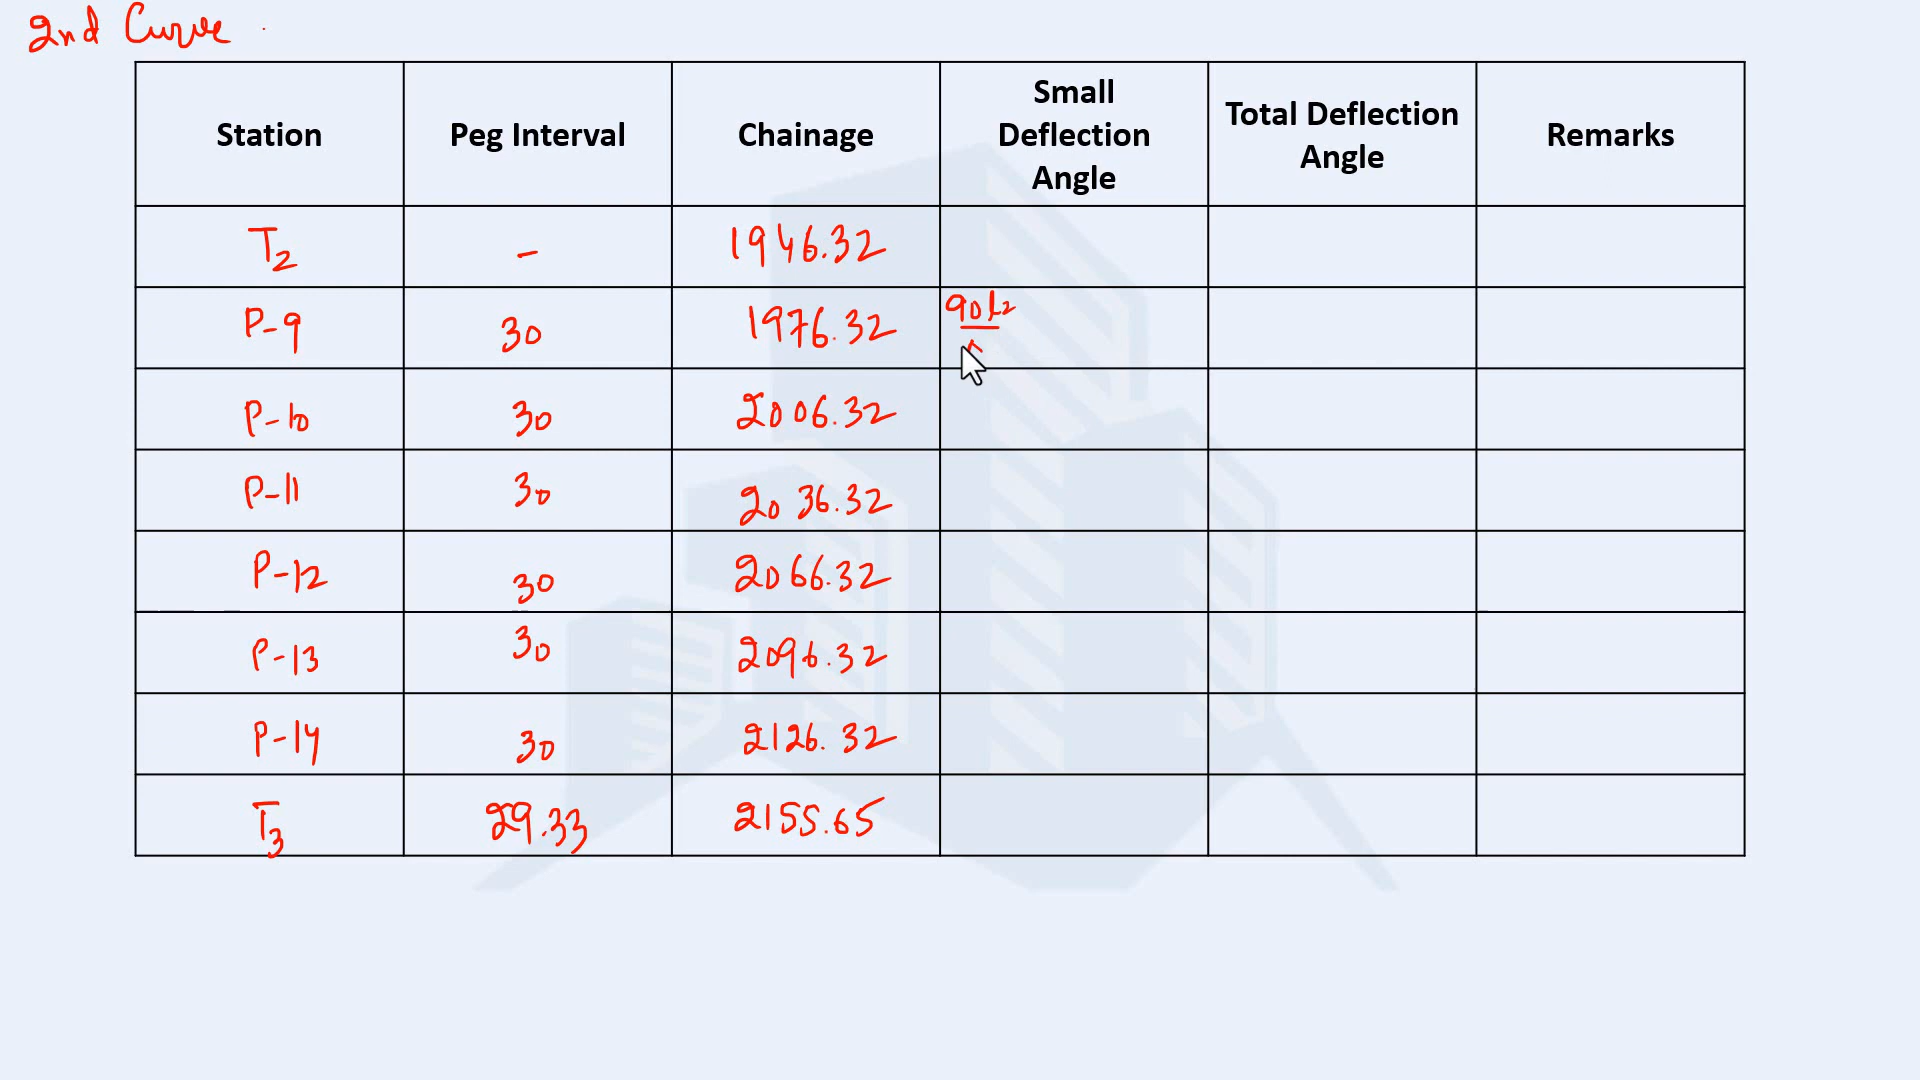 2nd Curve
Station Peg Interval Chainage Small Deflection Angle Total Deflection Angle Remarks
T2 - 1946.32
P-9 30 1976.32 90l2
P-10 30 2006.32
P-11 30 2036.32
P-12 30 2066.32
P-13 30 2096.32
P-14 30 2126.32
T3 29.33 2155.65